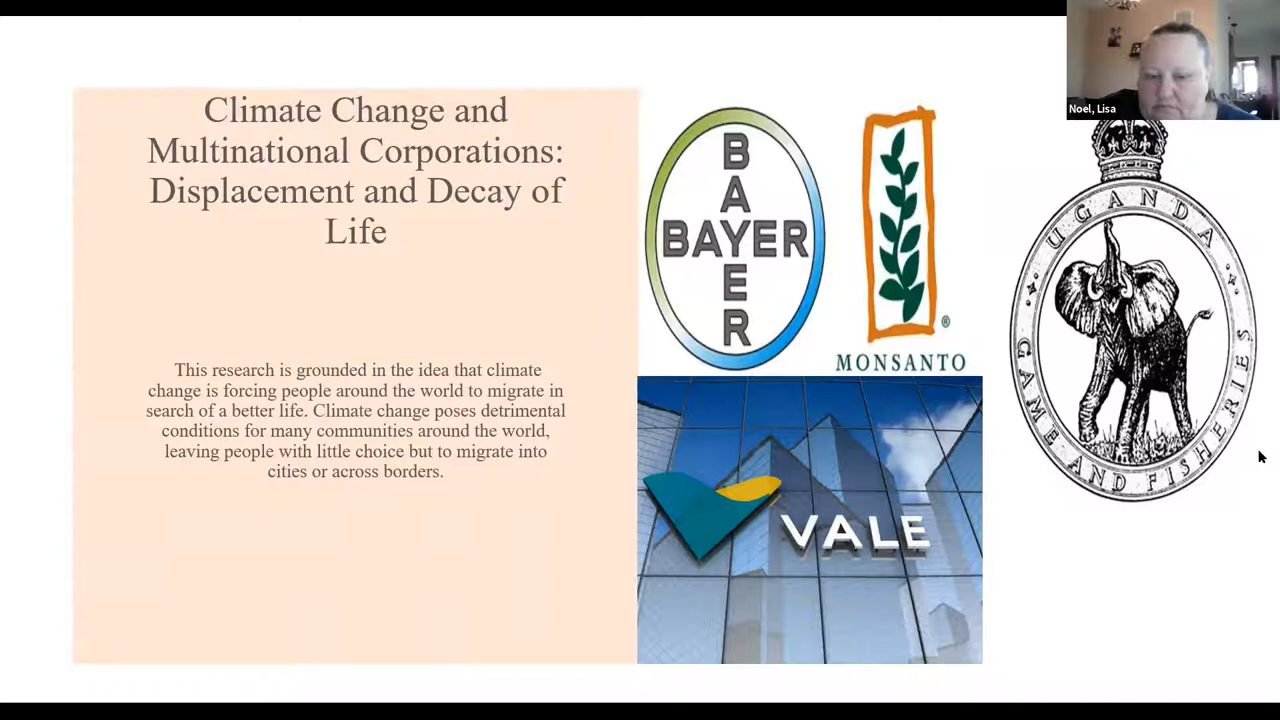 Climate Change and
Multinational Corporations:
Displacement and Decay of
Life
This research is grounded in the idea that climate
change is forcing people around the world to migrate in
search of a better life. Climate change poses detrimental
conditions for many communities around the world,
leaving people with little choice but to migrate into
cities or across borders.
BAYER
BAYER
MONSANTO
®
VALE
UGANDA
GAME AND FISHERIES
Noel, Lisa